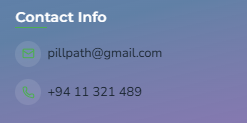 Contact Info
pillpath@gmail.com
+94 11 321 489